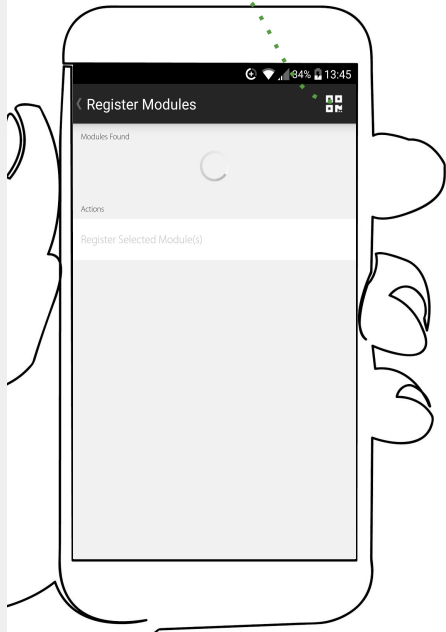 84% 13:45
Register Modules
Modules Found
Actions
Register Selected Module(s)